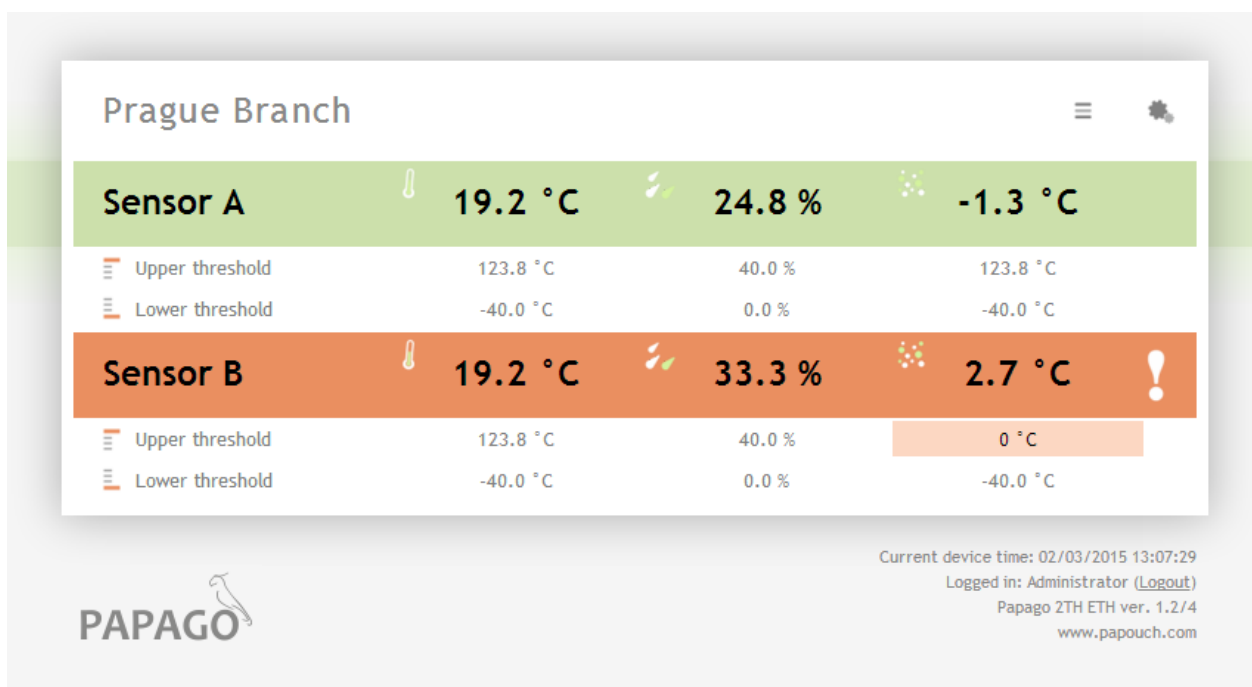 Prague Branch
Sensor A 19.2 °C 24.8 % -1.3 °C
Upper threshold 123.8 °C 40.0 % 123.8 °C
Lower threshold -40.0 °C 0.0 % -40.0 °C
Sensor B 19.2 °C 33.3 % 2.7 °C !
Upper threshold 123.8 °C 40.0 % 0 °C
Lower threshold -40.0 °C 0.0 % -40.0 °C
Current device time: 02/03/2015 13:07:29
Logged in: Administrator (Logout)
Papago 2TH ETH ver. 1.2/4
www.papouch.com
PAPAGO